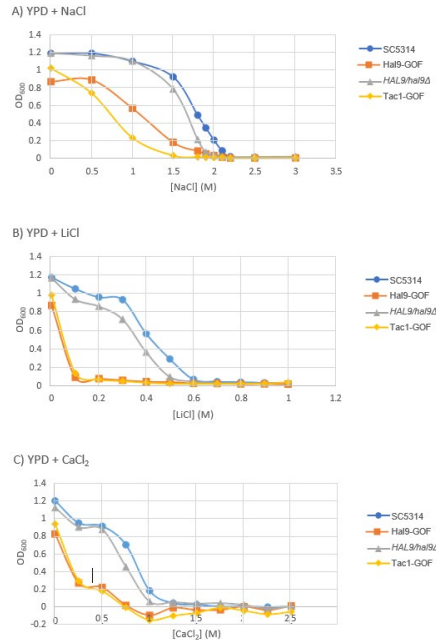 A) YPD + NaCl
1.4
1.2
1
0.8
0.6
0.4
0.2
0
OD600
0 0.5 1 1.5 2 2.5 3 3.5
[NaCl] (M)
SC5314
Hal9-GOF
HAL9/hal9Δ
Tac1-GOF
B) YPD + LiCl
1.4
1.2
1
0.8
0.6
0.4
0.2
0
OD600
0 0.2 0.4 0.6 0.8 1 1.2
[LiCl] (M)
SC5314
Hal9-GOF
HAL9/hal9Δ
Tac1-GOF
C) YPD + CaCl2
1.4
1.2
1
0.8
0.6
0.4
0.2
0
-0.2
OD600
0 0.5 1 1.5 2 2.5
[CaCl2] (M)
SC5314
Hal9-GOF
HAL9/hal9Δ
Tac1-GOF